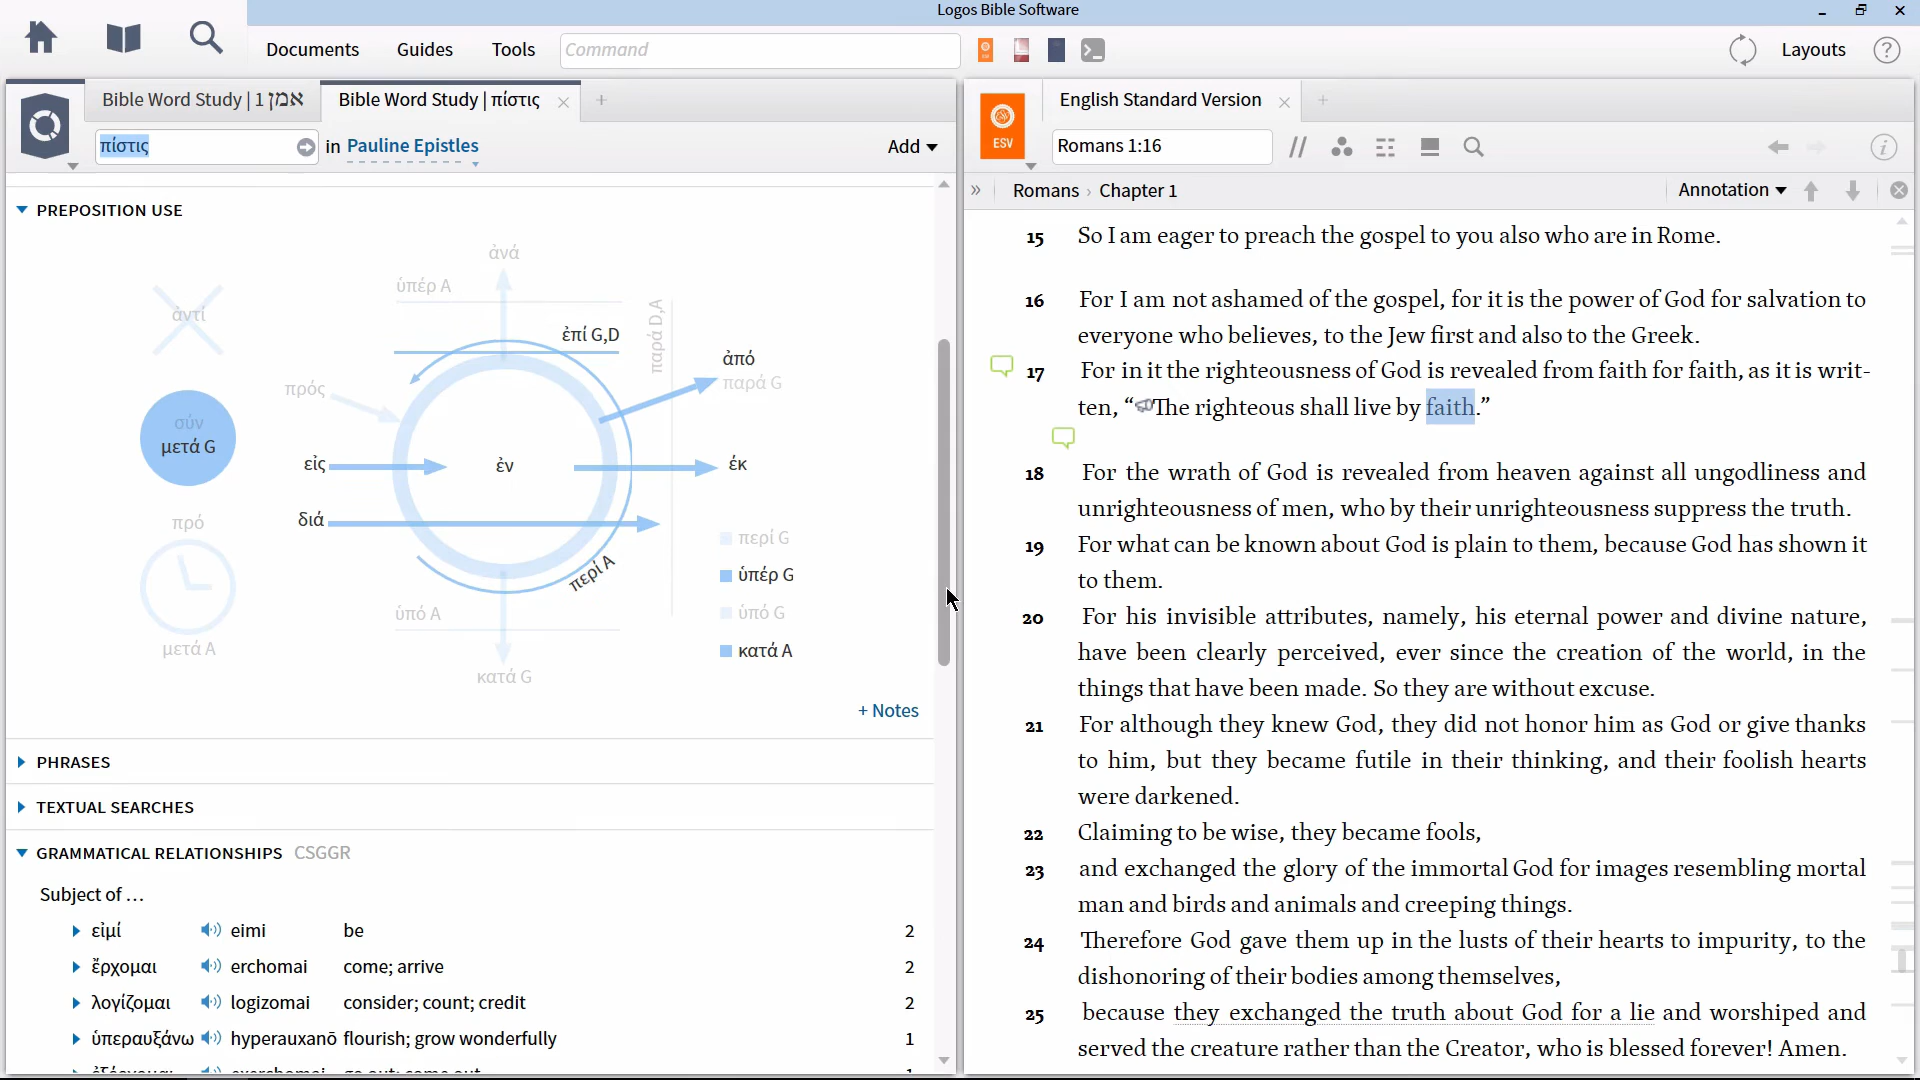 Logos Bible Software
Documents Guides Tools Command Layouts
Bible Word Study | אמן 1 Bible Word Study | πίστις
πίστις in Pauline Epistles Add
PREPOSITION USE
ἀνά
ὑπέρ A
ἀντί
ἐπί G,D
παρά D,A
ἀπό
παρά G
πρός
σύν
μετά G
εἰς
ἐν
ἐκ
διά
πρό
περί G
περί A
ὑπέρ G
ὑπό A
ὑπό G
μετά A
κατά A
κατά G
+ Notes
PHRASES
TEXTUAL SEARCHES
GRAMMATICAL RELATIONSHIPS CSGGR
Subject of …
εἰμί eimi be 2
ἔρχομαι erchomai come; arrive 2
λογίζομαι logizomai consider; count; credit 2
ὑπεραυξάνω hyperauxanō flourish; grow wonderfully 1
English Standard Version
ESV
Romans 1:16
Romans › Chapter 1 Annotation
15 So I am eager to preach the gospel to you also who are in Rome.
16 For I am not ashamed of the gospel, for it is the power of God for salvation to
everyone who believes, to the Jew first and also to the Greek.
17 For in it the righteousness of God is revealed from faith for faith, as it is writ-
ten, “The righteous shall live by faith.”
18 For the wrath of God is revealed from heaven against all ungodliness and
unrighteousness of men, who by their unrighteousness suppress the truth.
19 For what can be known about God is plain to them, because God has shown it
to them.
20 For his invisible attributes, namely, his eternal power and divine nature,
have been clearly perceived, ever since the creation of the world, in the
things that have been made. So they are without excuse.
21 For although they knew God, they did not honor him as God or give thanks
to him, but they became futile in their thinking, and their foolish hearts
were darkened.
22 Claiming to be wise, they became fools,
23 and exchanged the glory of the immortal God for images resembling mortal
man and birds and animals and creeping things.
24 Therefore God gave them up in the lusts of their hearts to impurity, to the
dishonoring of their bodies among themselves,
25 because they exchanged the truth about God for a lie and worshiped and
served the creature rather than the Creator, who is blessed forever! Amen.